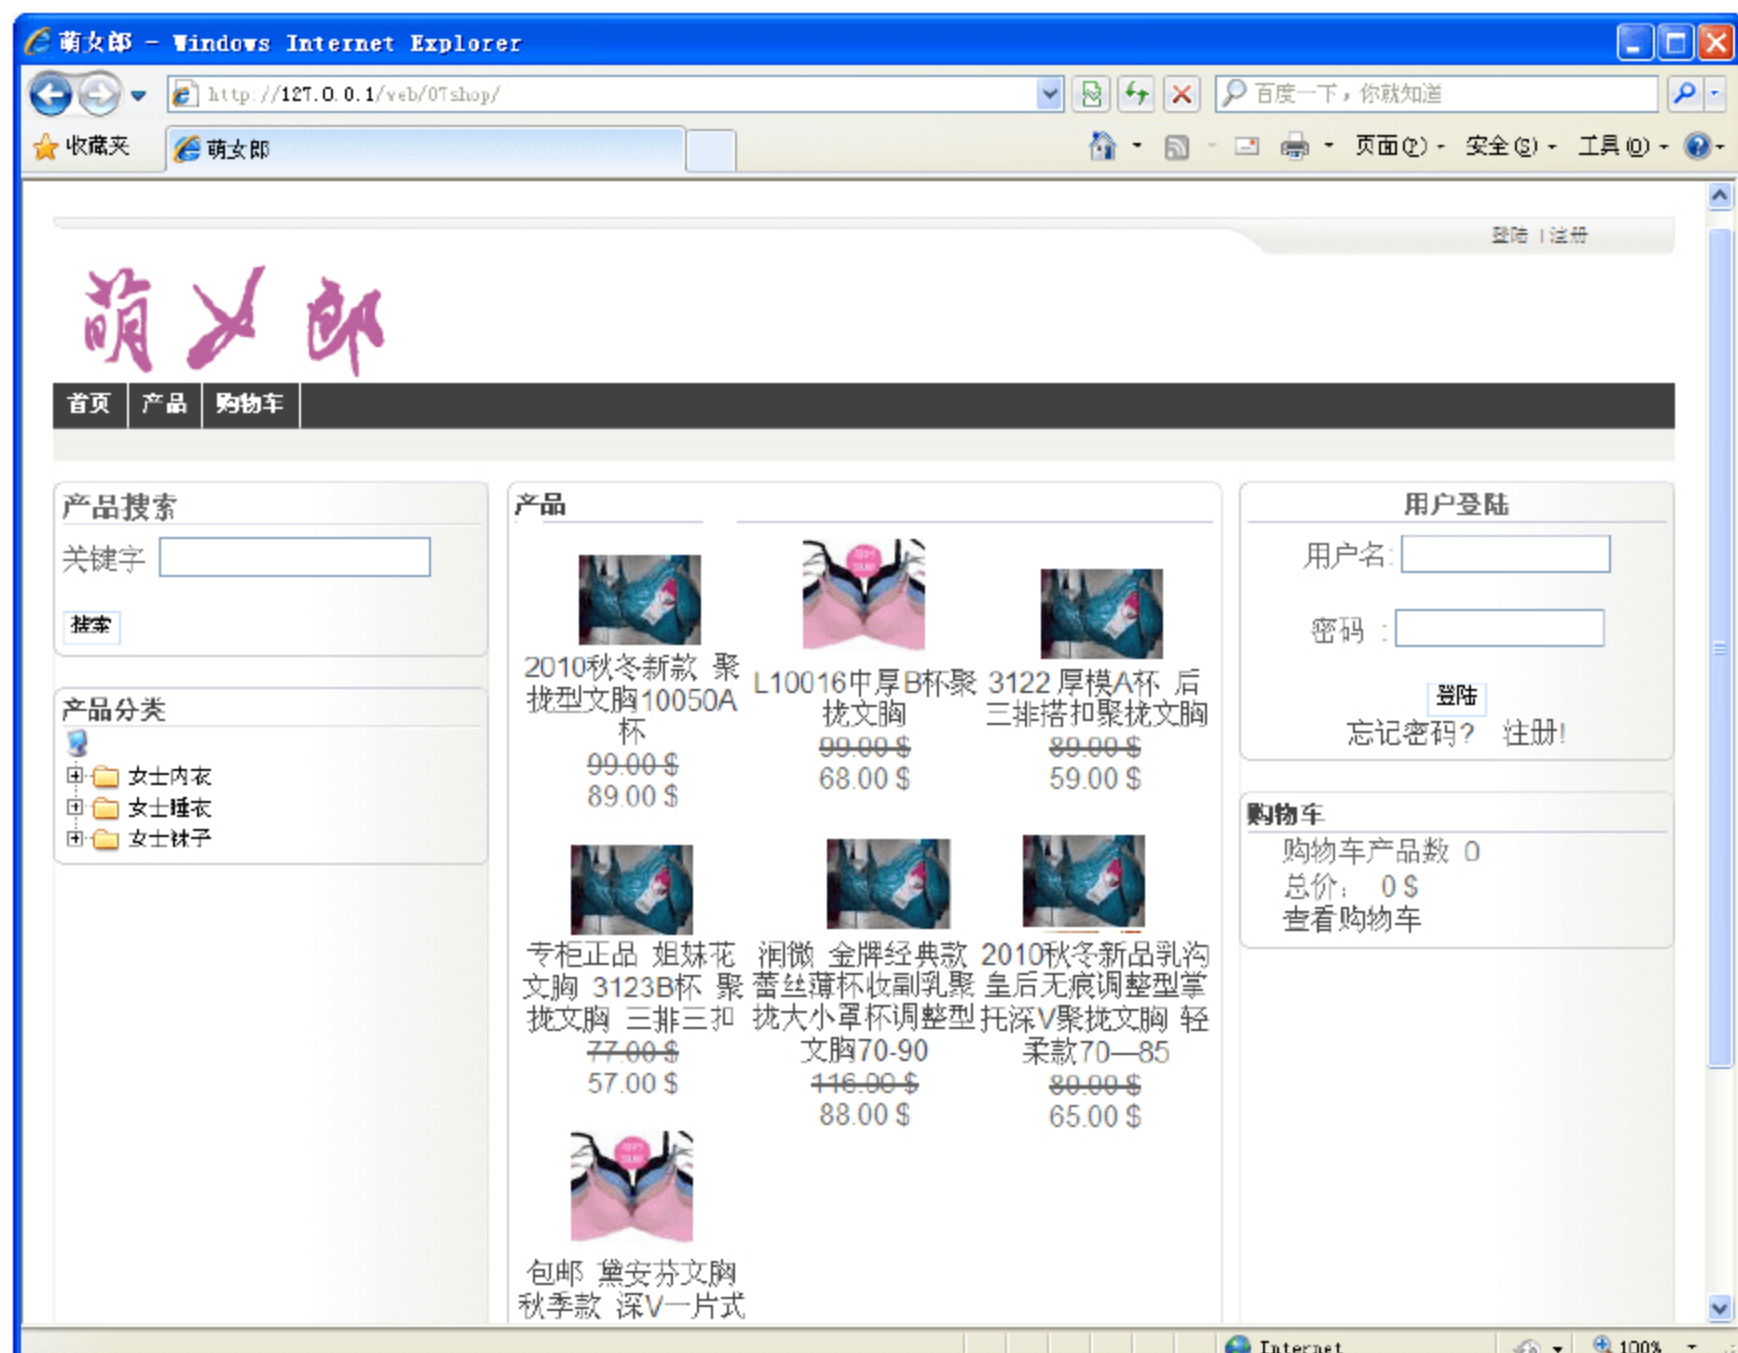 萌女郎 - Windows Internet Explorer
http://127.0.0.1/web/07shop/
百度一下，你就知道
收藏夹
萌女郎
页面(P)
安全(S)
工具(O)
登陆 | 注册
萌女郎
首页
产品
购物车
产品搜索
关键字
搜索
产品分类
女士内衣
女士睡衣
女士袜子
产品
2010秋冬新款 聚
拢型文胸10050A
杯
99.00 $
89.00 $
L10016中厚B杯聚
拢文胸
99.00 $
68.00 $
3122 厚模A杯 后
三排搭扣聚拢文胸
89.00 $
59.00 $
专柜正品 姐妹花
文胸 3123B杯 聚
拢文胸 三排三扣
77.00 $
57.00 $
润微 金牌经典款
蕾丝薄杯收副乳聚
拢大小罩杯调整型
文胸70-90
116.00 $
88.00 $
2010秋冬新品乳沟
皇后无痕调整型掌
托深V聚拢文胸 轻
柔款70—85
80.00 $
65.00 $
包邮 黛安芬文胸
秋季款 深V一片式
用户登陆
用户名:
密码 :
登陆
忘记密码? 注册!
购物车
购物车产品数 0
总价: 0 $
查看购物车
Internet
100%